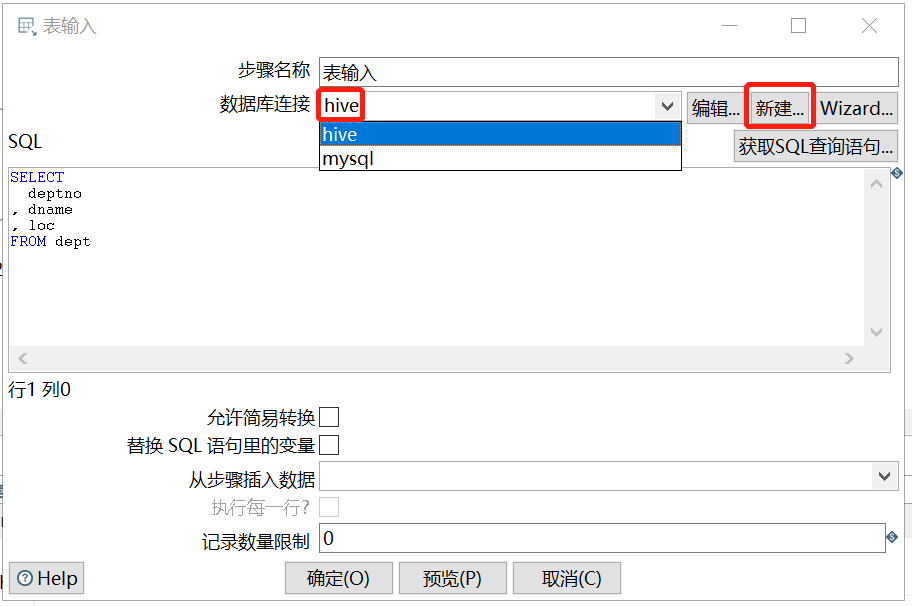 表输入
步骤名称 表输入
数据库连接 hive 编辑... 新建... Wizard...
hive
mysql
SQL 获取SQL查询语句...
SELECT
deptno
, dname
, loc
FROM dept
行1 列0
允许简易转换
替换 SQL 语句里的变量
从步骤插入数据
执行每一行?
记录数量限制 0
Help 确定(O) 预览(P) 取消(C)